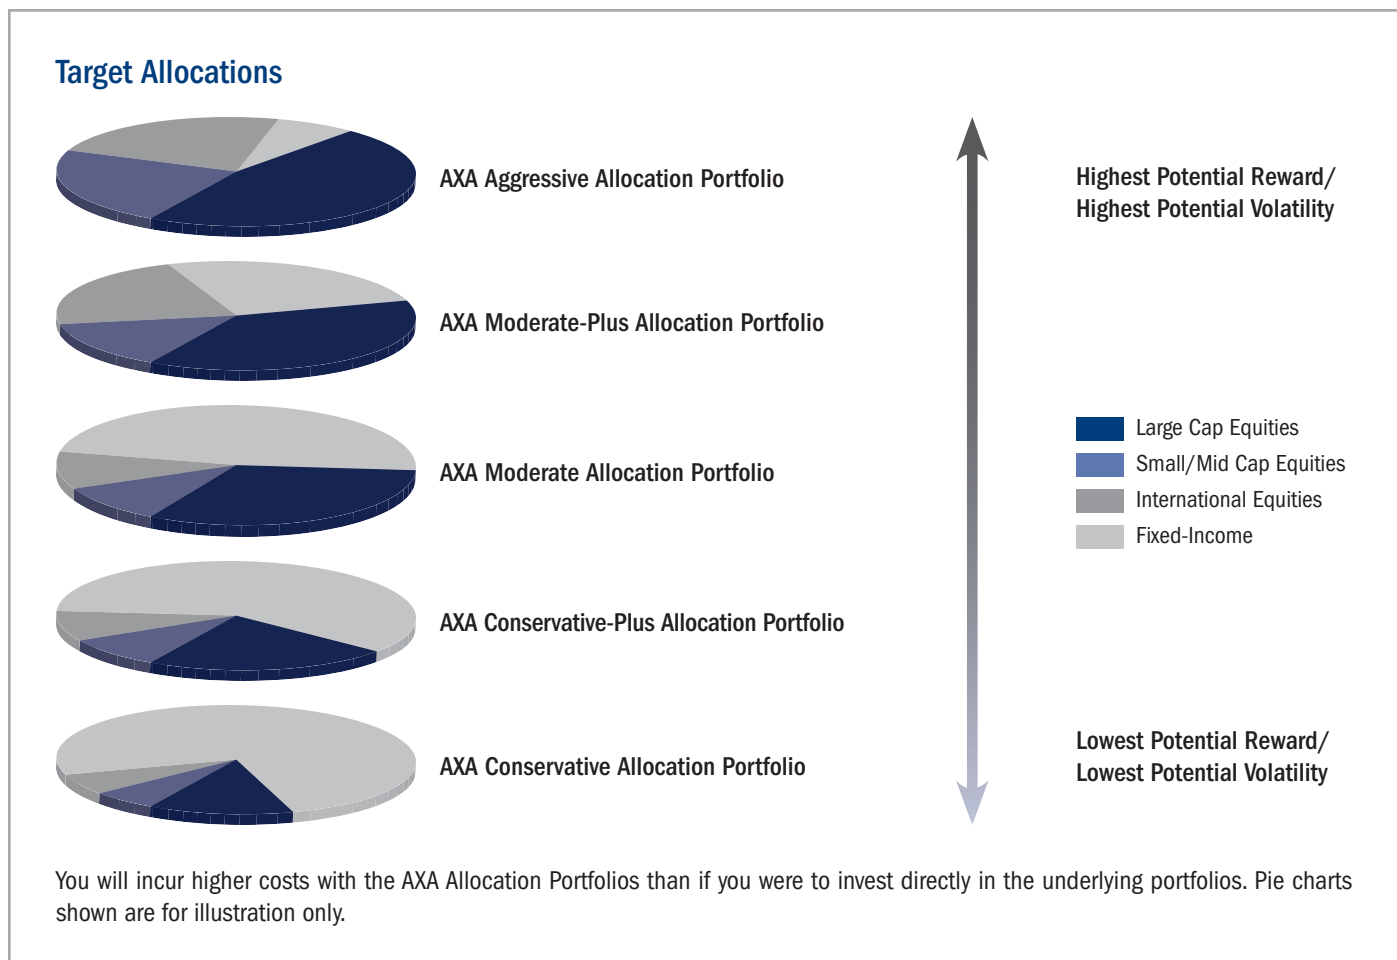 Target Allocations
AXA Aggressive Allocation Portfolio
Highest Potential Reward/
Highest Potential Volatility
AXA Moderate-Plus Allocation Portfolio
AXA Moderate Allocation Portfolio
Large Cap Equities
Small/Mid Cap Equities
International Equities
Fixed-Income
AXA Conservative-Plus Allocation Portfolio
AXA Conservative Allocation Portfolio
Lowest Potential Reward/
Lowest Potential Volatility
You will incur higher costs with the AXA Allocation Portfolios than if you were to invest directly in the underlying portfolios. Pie charts
shown are for illustration only.